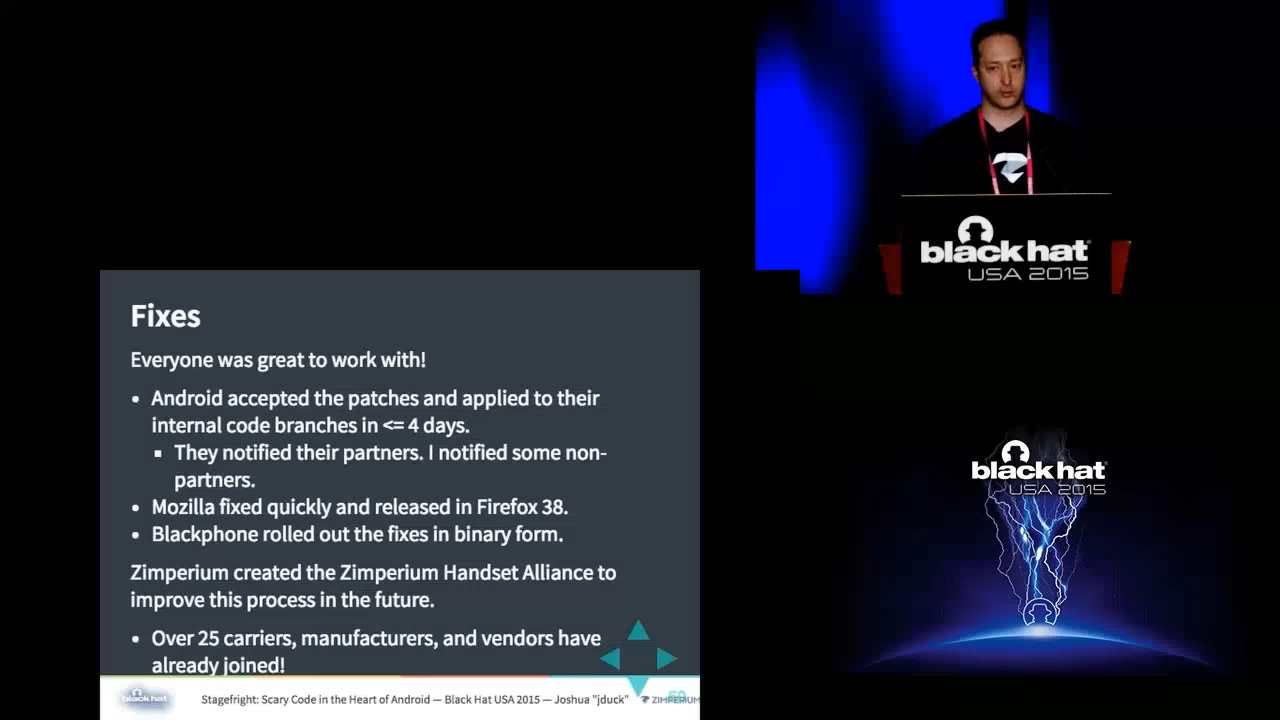 black hat
USA 2015
Fixes
Everyone was great to work with!
• Android accepted the patches and applied to their
internal code branches in <= 4 days.
▪ They notified their partners. I notified some non-
partners.
• Mozilla fixed quickly and released in Firefox 38.
• Blackphone rolled out the fixes in binary form.
Zimperium created the Zimperium Handset Alliance to
improve this process in the future.
• Over 25 carriers, manufacturers, and vendors have
already joined!
black hat
USA 2015
black hat
Stagefright: Scary Code in the Heart of Android — Black Hat USA 2015 — Joshua "jduck"
ZIMPERIUM